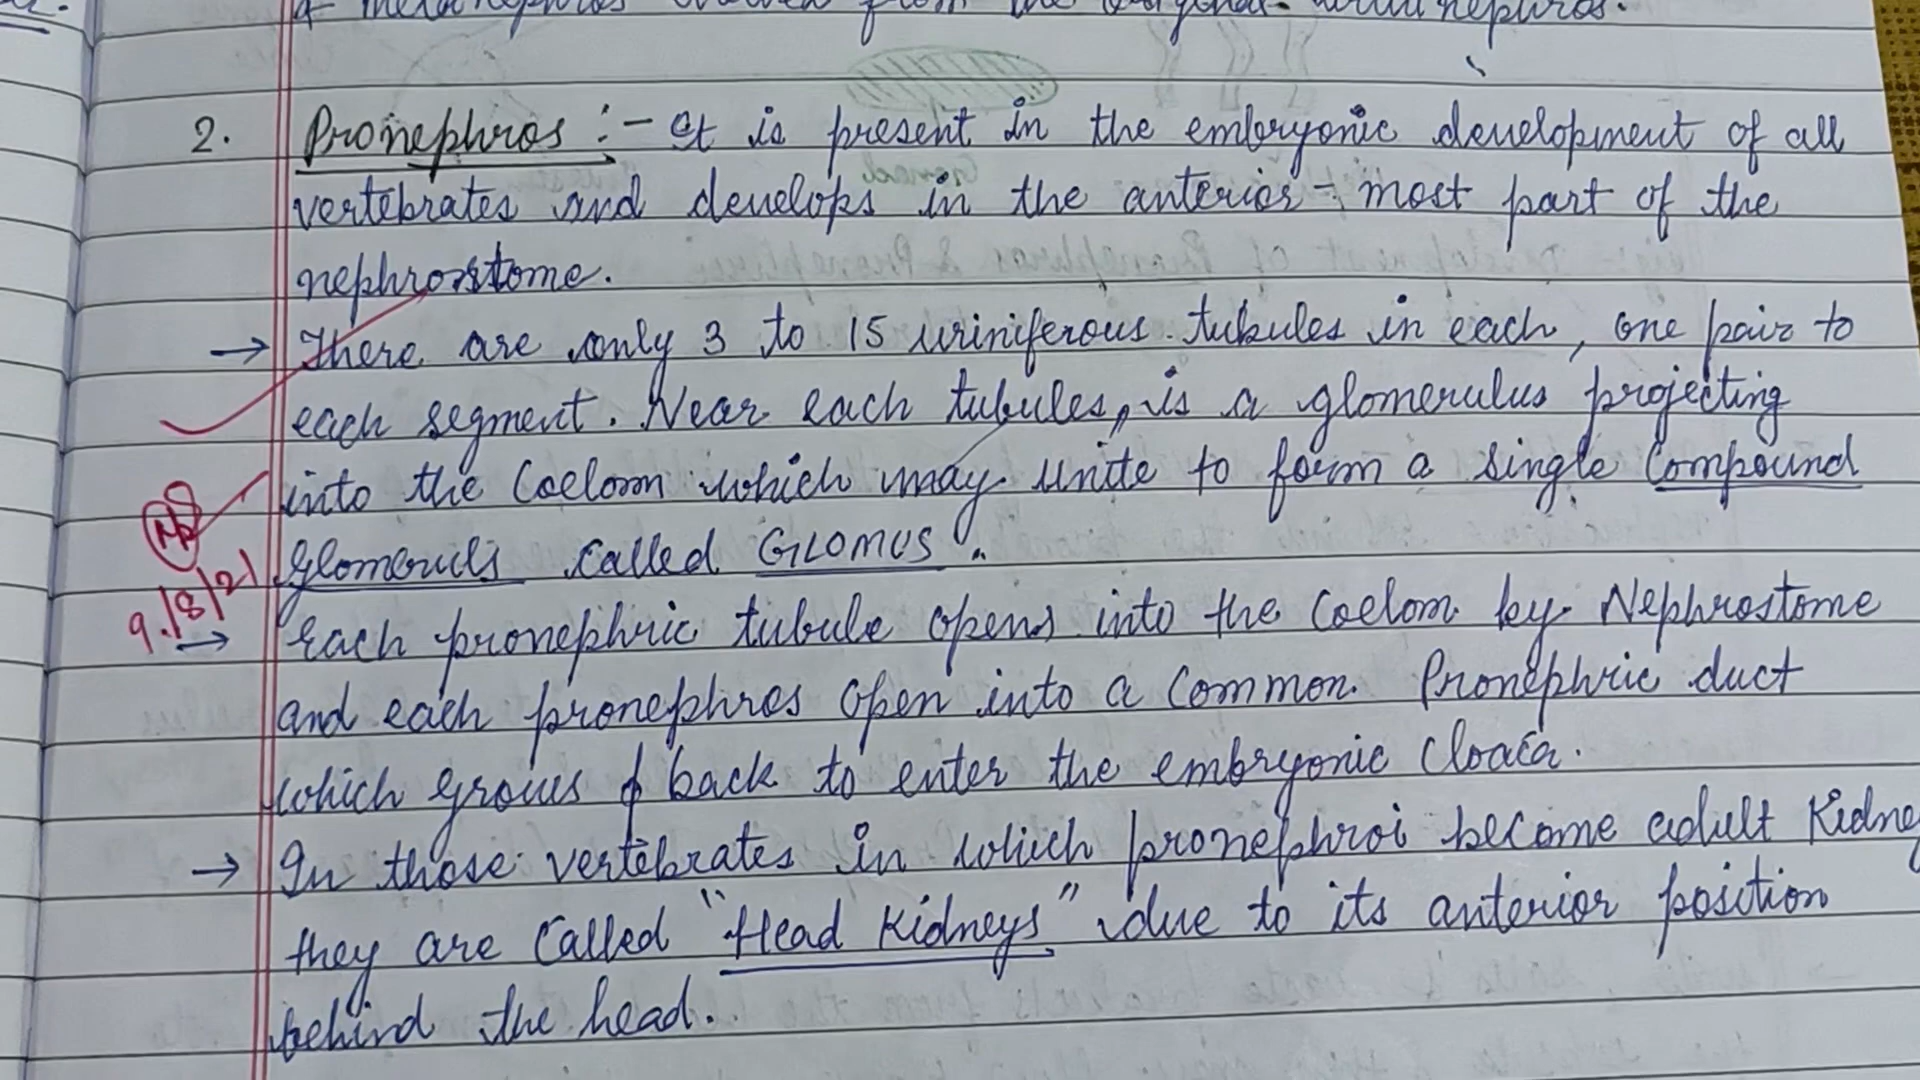 metanephros from the nephros.
2. Pronephros :- It is present in the embryonic development of all
vertebrates and develops in the anterior-most part of the
nephrostome.
→ There are only 3 to 15 uriniferous tubules in each, one pair to
each segment. Near each tubules, is a glomerulus projecting
into the Coelom which may unite to form a single Compound
glomeruli called GLOMUS.
9/8/21
→ Each pronephric tubule opens into the Coelom by Nephrostome
and each pronephros open into a Common Pronephric duct
which grows back to enter the embryonic Cloaca.
→ In those vertebrates in which pronephroi become adult Kidney
they are Called "Head Kidneys" due to its anterior position
behind the head.